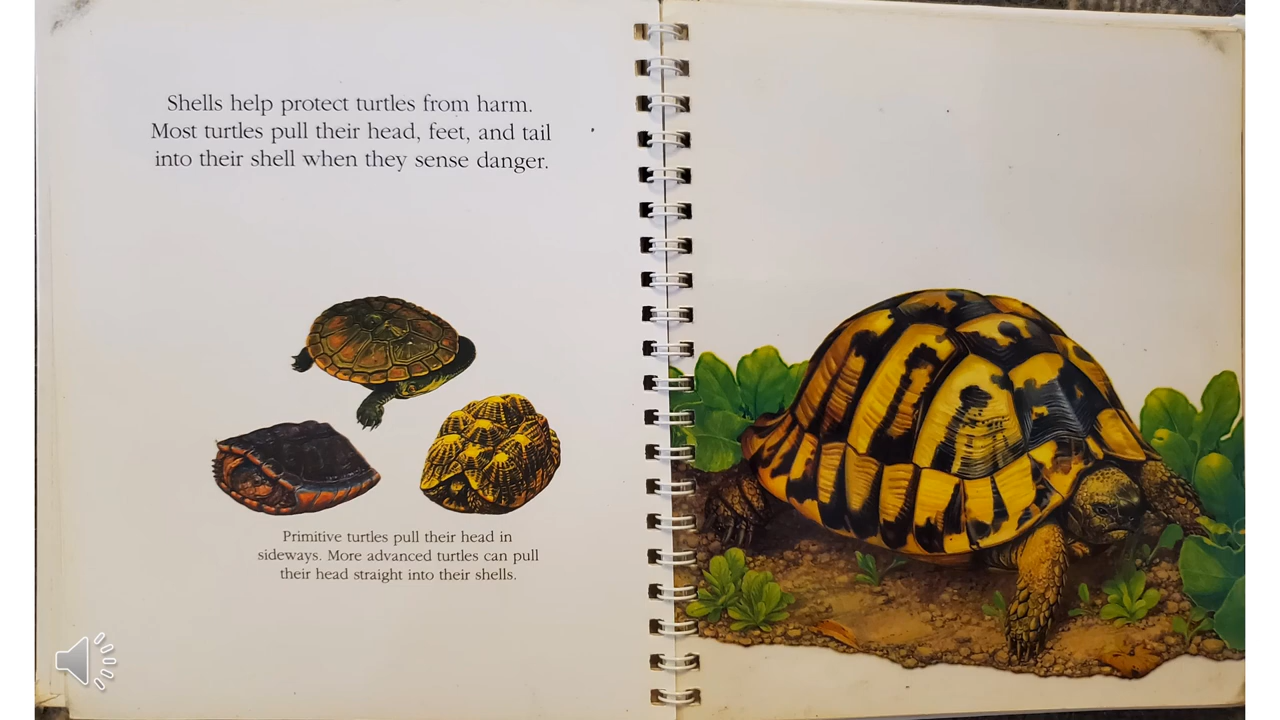 Shells help protect turtles from harm.
Most turtles pull their head, feet, and tail
into their shell when they sense danger.
Primitive turtles pull their head in
sideways. More advanced turtles can pull
their head straight into their shells.